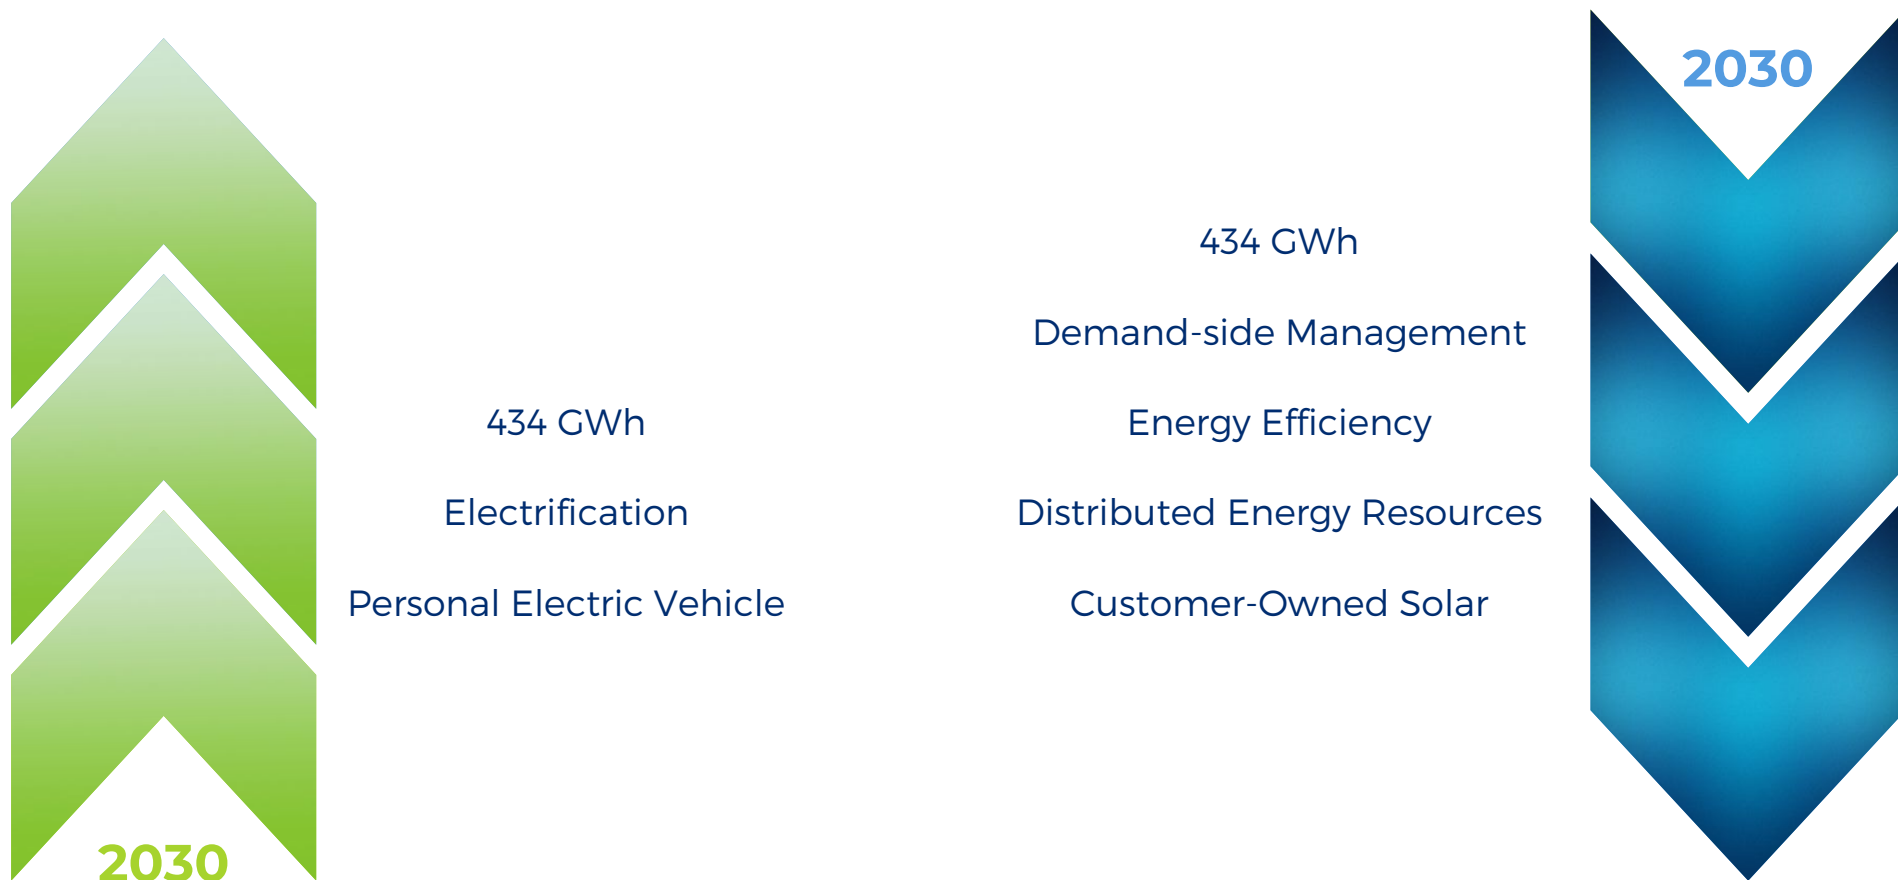 434 GWh
Electrification
Personal Electric Vehicle
2030
2030
434 GWh
Demand-side Management
Energy Efficiency
Distributed Energy Resources
Customer-Owned Solar